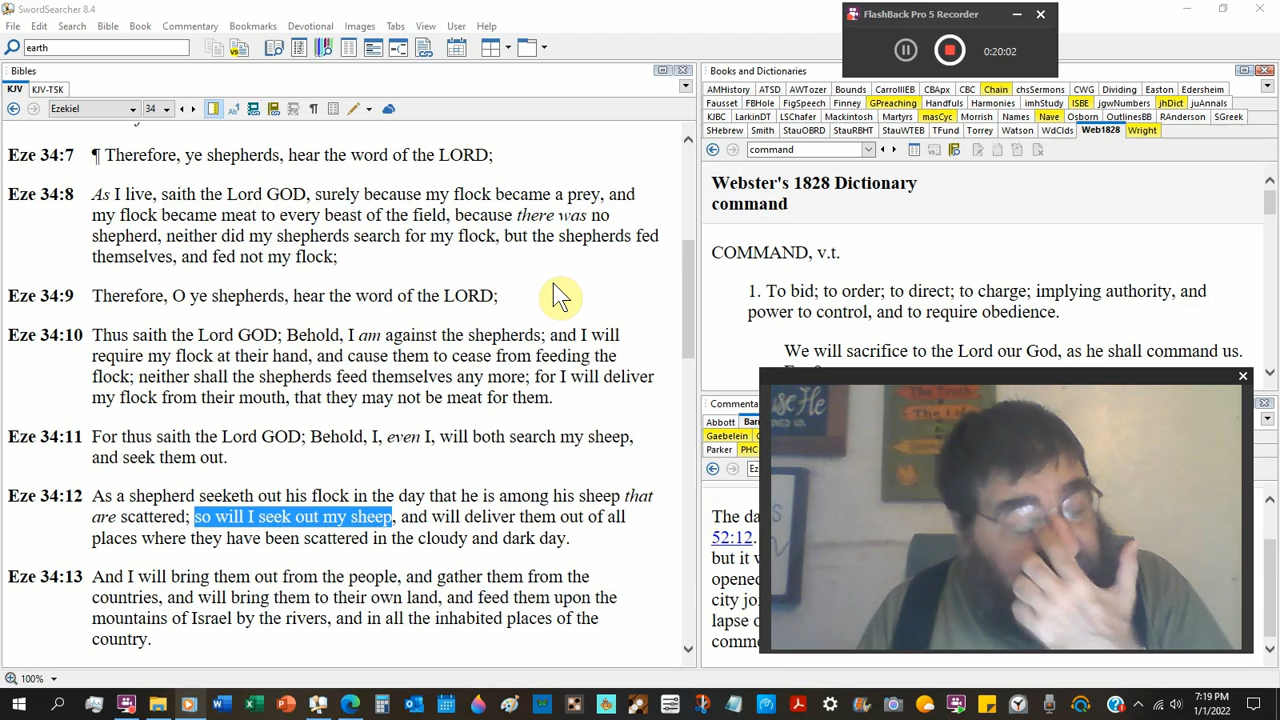 SwordSearcher 8.4
FlashBack Pro 5 Recorder
00:20:02
File Edit Search Bible Book Commentary Bookmarks Devotional Images Tabs View User Help
earth
Bibles
KJV KJV-TSK
Ezekiel 34
Eze 34:7 ¶ Therefore, ye shepherds, hear the word of the LORD;
Eze 34:8 As I live, saith the Lord GOD, surely because my flock became a prey, and
my flock became meat to every beast of the field, because there was no
shepherd, neither did my shepherds search for my flock, but the shepherds fed
themselves, and fed not my flock;
Eze 34:9 Therefore, O ye shepherds, hear the word of the LORD;
Eze 34:10 Thus saith the Lord GOD; Behold, I am against the shepherds; and I will
require my flock at their hand, and cause them to cease from feeding the
flock; neither shall the shepherds feed themselves any more; for I will deliver
my flock from their mouth, that they may not be meat for them.
Eze 34:11 For thus saith the Lord GOD; Behold, I, even I, will both search my sheep,
and seek them out.
Eze 34:12 As a shepherd seeketh out his flock in the day that he is among his sheep that
are scattered; so will I seek out my sheep, and will deliver them out of all
places where they have been scattered in the cloudy and dark day.
Eze 34:13 And I will bring them out from the people, and gather them from the
countries, and will bring them to their own land, and feed them upon the
mountains of Israel by the rivers, and in all the inhabited places of the
country.
100%
Books and Dictionaries
AMHistory ATSD AWTozer Bounds CarrollIEB CBApx CBC Chain chsSermons CWG Dividing Easton Edersheim
Fausset FBHole FigSpeech Finney GPreaching Handfuls Harmonies imhStudy ISBE jgwNumbers jhDict juAnnals
KJBC LarkinDT LSChafer Mackintosh Martyrs masCyc Morrish Names Nave Osborn OutlinesBB RAnderson SGreek
SHebrew Smith StauOBRD StauRBHT StauWTEB TFund Torrey Watson WdClds Web1828 Wright
command
Webster's 1828 Dictionary
command
COMMAND, v.t.
1. To bid; to order; to direct; to charge; implying authority, and
power to control, and to require obedience.
We will sacrifice to the Lord our God, as he shall command us.
Commenta
Abbott Bar
Gaebelein
Parker PHC
Ez
The da
52:12.
but it w
opened
city jo
lapse o
comm
The Truth
The Life
se He
7:19 PM
1/1/2022